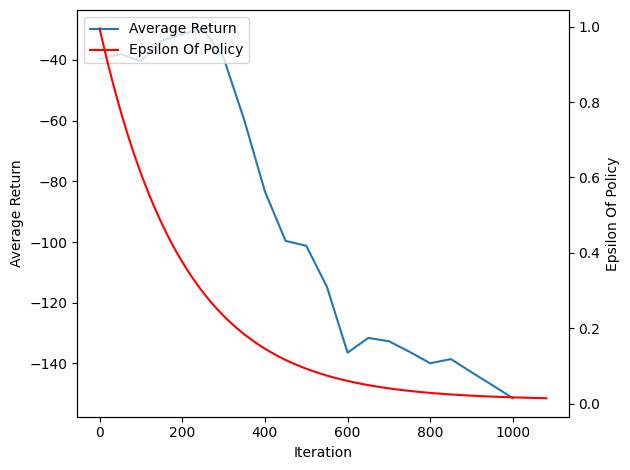 Average Return
Epsilon Of Policy
−40
−60
−80
−100
−120
−140
Average Return
1.0
0.8
0.6
0.4
0.2
0.0
Epsilon Of Policy
0 200 400 600 800 1000
Iteration